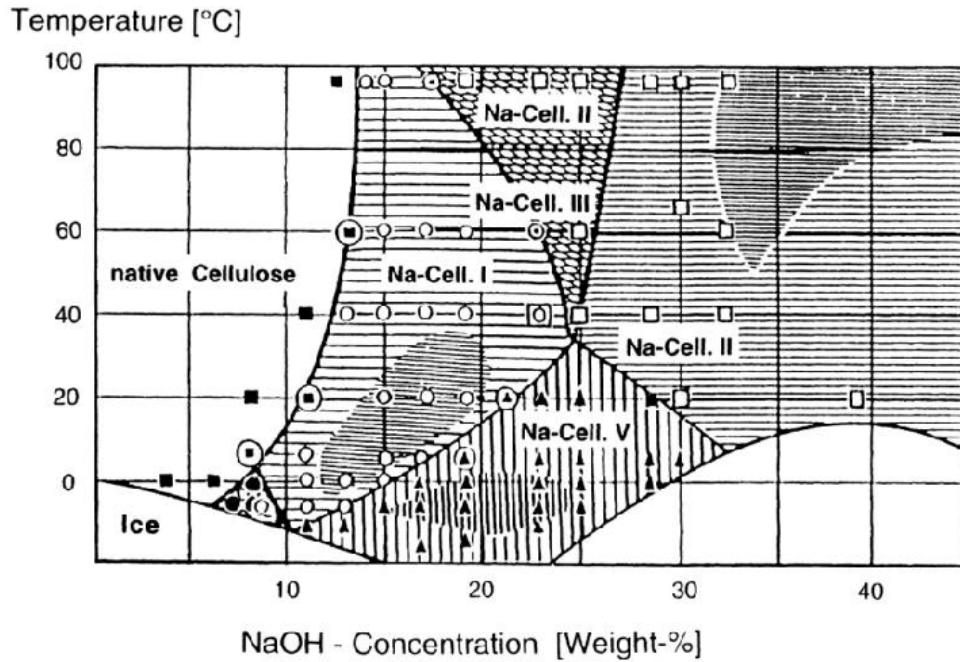 Temperature [°C]
100
80
60
40
20
0
Na-Cell. II
Na-Cell. III
native Cellulose
Na-Cell. I
Na-Cell. II
Na-Cell. V
Ice
10
20
30
40
NaOH - Concentration [Weight-%]